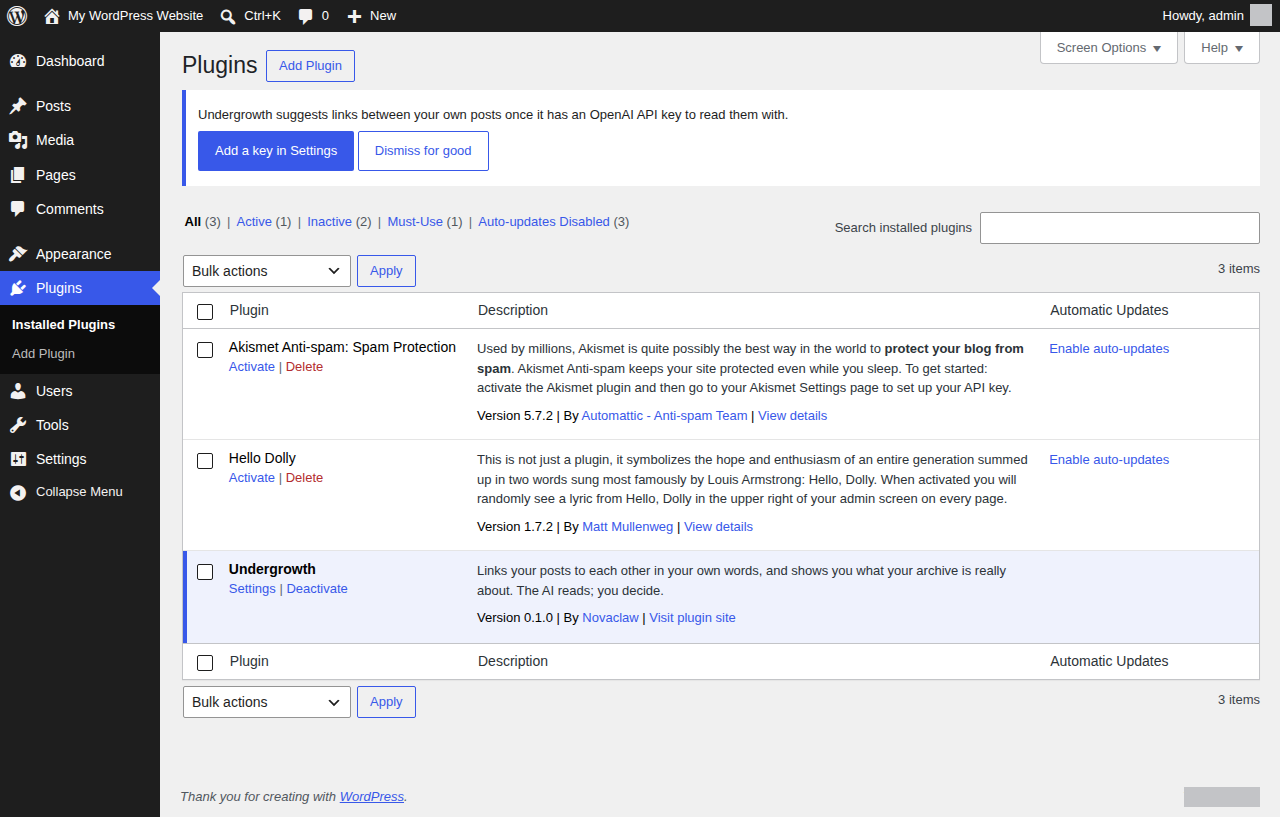 My WordPress Website Ctrl+K 0 New Howdy, admin
Screen Options Help
Dashboard
Posts
Media
Pages
Comments
Appearance
Plugins
Installed Plugins
Add Plugin
Users
Tools
Settings
Collapse Menu
Plugins Add Plugin
Undergrowth suggests links between your own posts once it has an OpenAI API key to read them with.
Add a key in Settings Dismiss for good
All (3) | Active (1) | Inactive (2) | Must-Use (1) | Auto-updates Disabled (3)
Search installed plugins
Bulk actions Apply 3 items
Plugin Description Automatic Updates
Akismet Anti-spam: Spam Protection
Activate | Delete
Used by millions, Akismet is quite possibly the best way in the world to protect your blog from
spam. Akismet Anti-spam keeps your site protected even while you sleep. To get started:
activate the Akismet plugin and then go to your Akismet Settings page to set up your API key.
Version 5.7.2 | By Automattic - Anti-spam Team | View details
Enable auto-updates
Hello Dolly
Activate | Delete
This is not just a plugin, it symbolizes the hope and enthusiasm of an entire generation summed
up in two words sung most famously by Louis Armstrong: Hello, Dolly. When activated you will
randomly see a lyric from Hello, Dolly in the upper right of your admin screen on every page.
Version 1.7.2 | By Matt Mullenweg | View details
Enable auto-updates
Undergrowth
Settings | Deactivate
Links your posts to each other in your own words, and shows you what your archive is really
about. The AI reads; you decide.
Version 0.1.0 | By Novaclaw | Visit plugin site
Plugin Description Automatic Updates
Bulk actions Apply 3 items
Thank you for creating with WordPress.